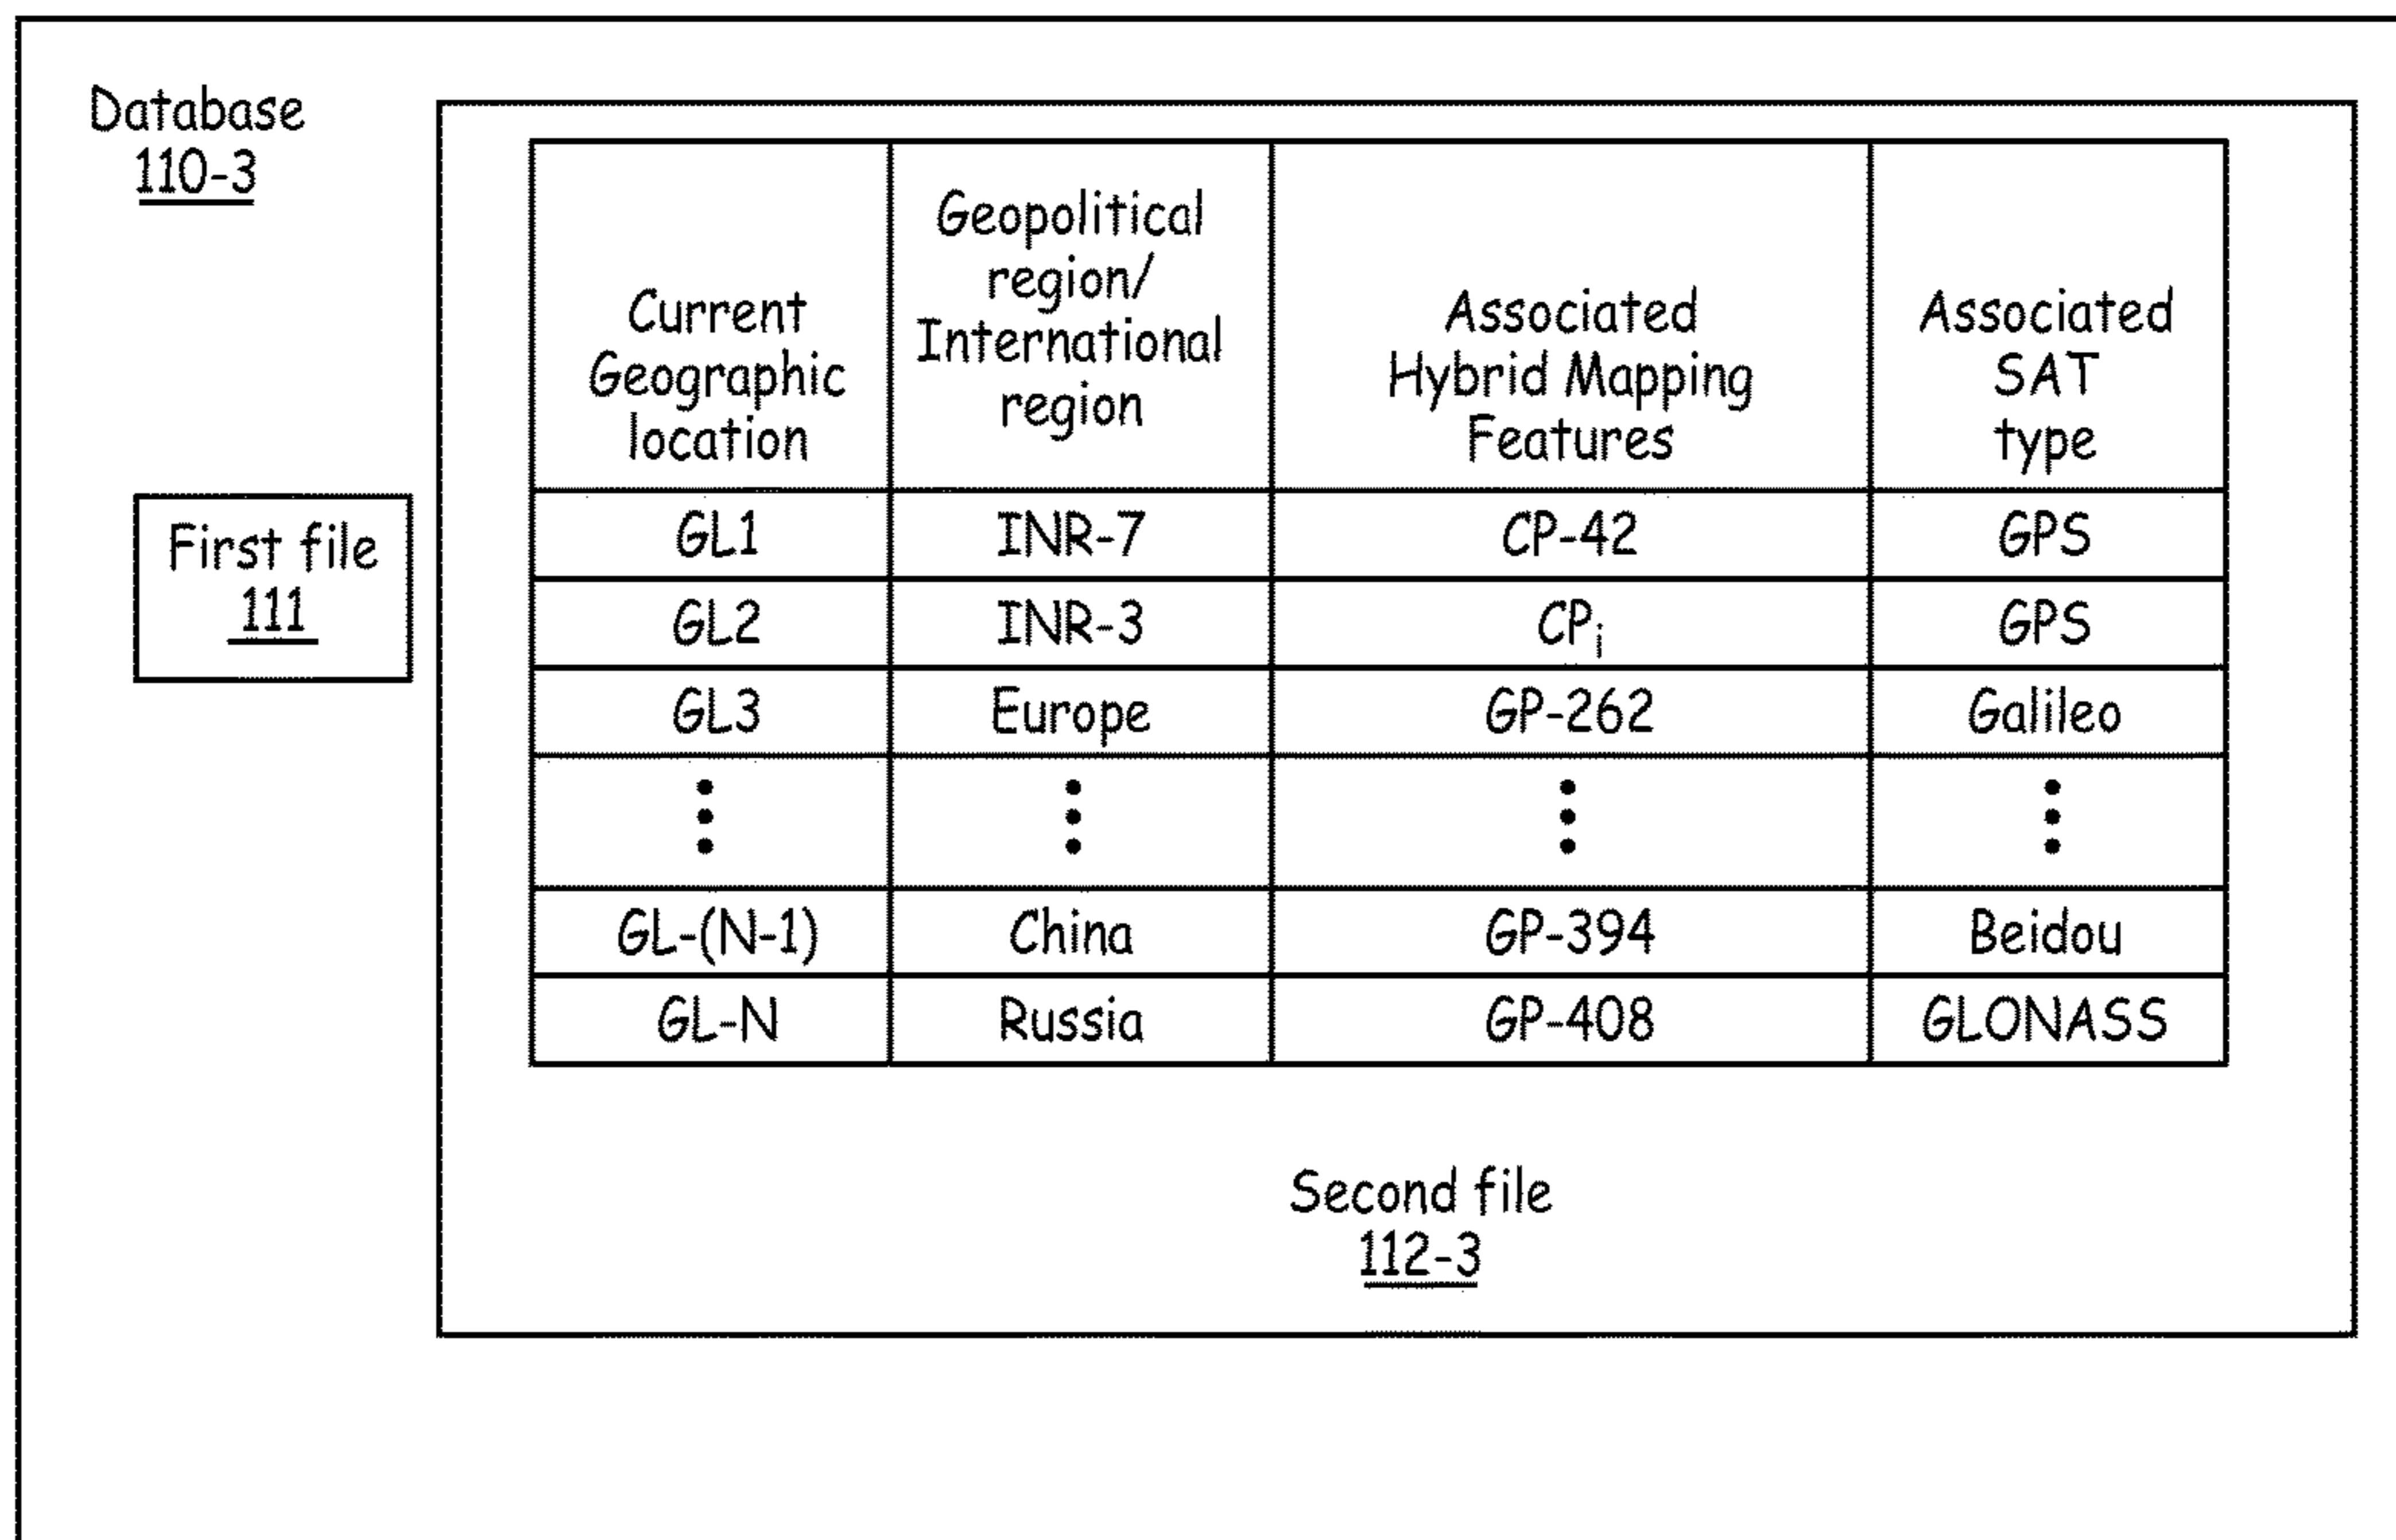 Database
110-3
First file
111
Current
Geographic
location
Geopolitical
region/
International
region
Associated
Hybrid Mapping
Features
Associated
SAT
type
GL1 INR-7 CP-42 GPS
GL2 INR-3 CPi GPS
GL3 Europe GP-262 Galileo
GL-(N-1) China GP-394 Beidou
GL-N Russia GP-408 GLONASS
Second file
112-3